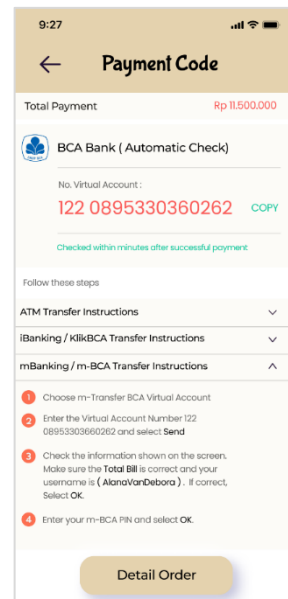 9:27
Payment Code
Total Payment Rp 11.500.000
BCA Bank ( Automatic Check)
No. Virtual Account :
122 0895330360262 COPY
Checked within minutes after successful payment
Follow these steps
ATM Transfer Instructions
iBanking / KlikBCA Transfer Instructions
mBanking / m-BCA Transfer Instructions
1 Choose m-Transfer BCA Virtual Account
2 Enter the Virtual Account Number 122
08953303660262 and select Send
3 Check the information shown on the screen.
Make sure the Total Bill is correct and your
username is ( AlanaVanDebora ) . If correct,
Select OK.
4 Enter your m-BCA PIN and select OK.
Detail Order